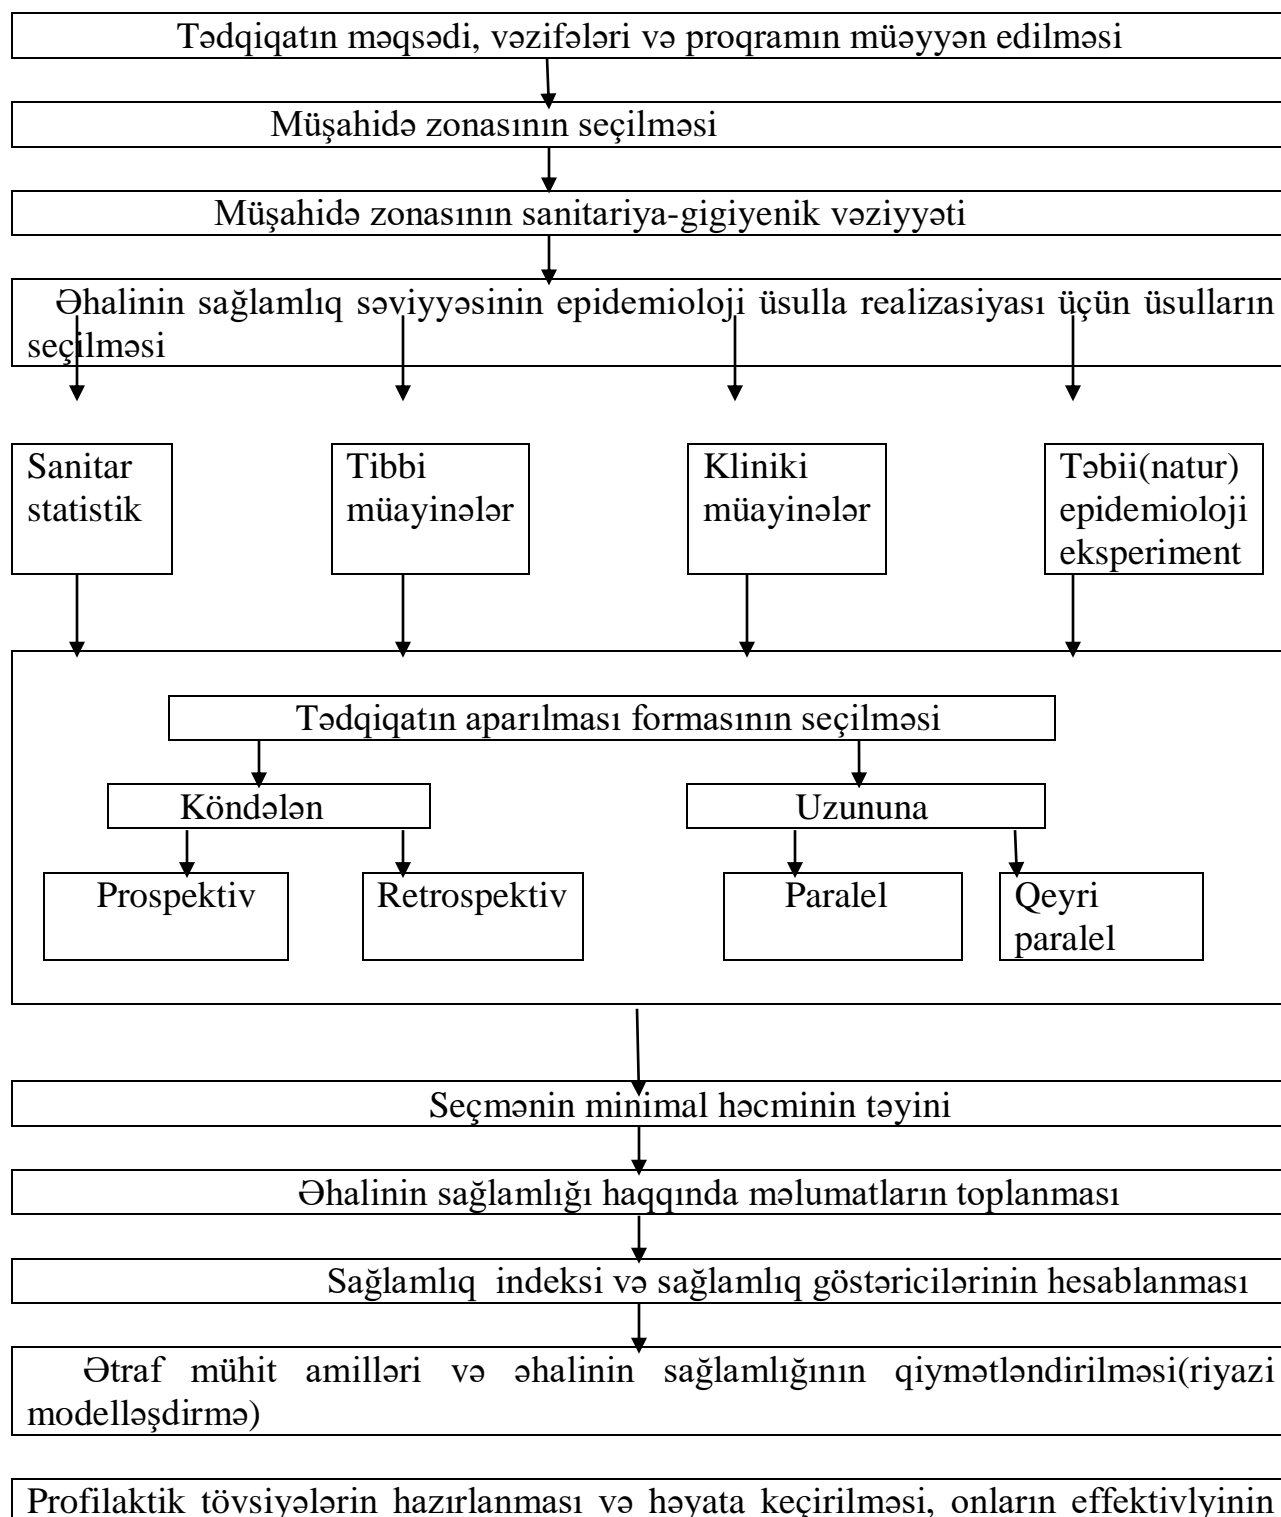 Tədqiqatın məqsədi, vəzifələri və proqramın müəyyən edilməsi
Müşahidə zonasının seçilməsi
Müşahidə zonasının sanitariya-gigiyenik vəziyyəti
Əhalinin sağlamlıq səviyyəsinin epidemioloji üsulla realizasiyası üçün üsulların
seçilməsi
Sanitar
statistik
Tibbi
müayinələr
Kliniki
müayinələr
Təbii(natur)
epidemioloji
eksperiment
Tədqiqatın aparılması formasının seçilməsi
Köndələn
Uzununa
Prospektiv
Retrospektiv
Paralel
Qeyri
paralel
Seçmənin minimal həcminin təyini
Əhalinin sağlamlığı haqqında məlumatların toplanması
Sağlamlıq indeksi və sağlamlıq göstəricilərinin hesablanması
Ətraf mühit amilləri və əhalinin sağlamlığının qiymətləndirilməsi(riyazi
modelləşdirmə)
Profilaktik tövsiyələrin hazırlanması və həyata keçirilməsi, onların effektivlyinin